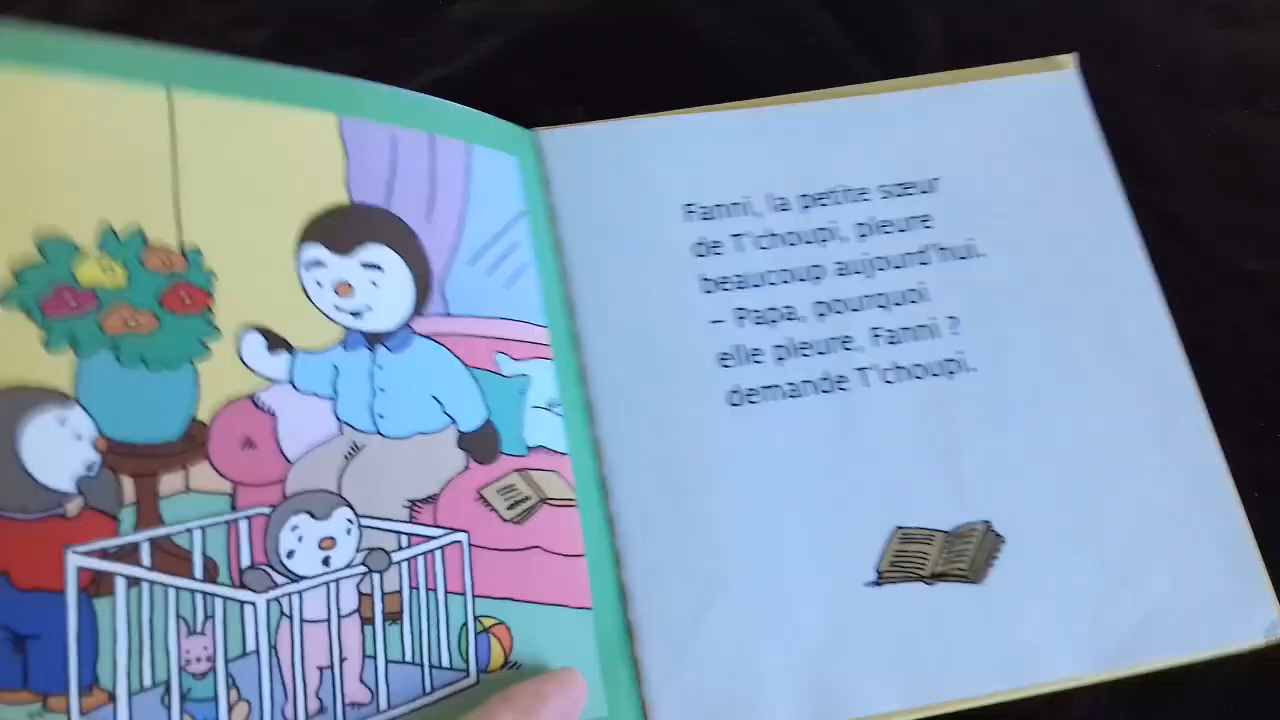 Fanni, la petite sœur
de T'choupi, pleure
beaucoup aujourd'hui.
– Papa, pourquoi
elle pleure, Fanni ?
demande T'choupi.